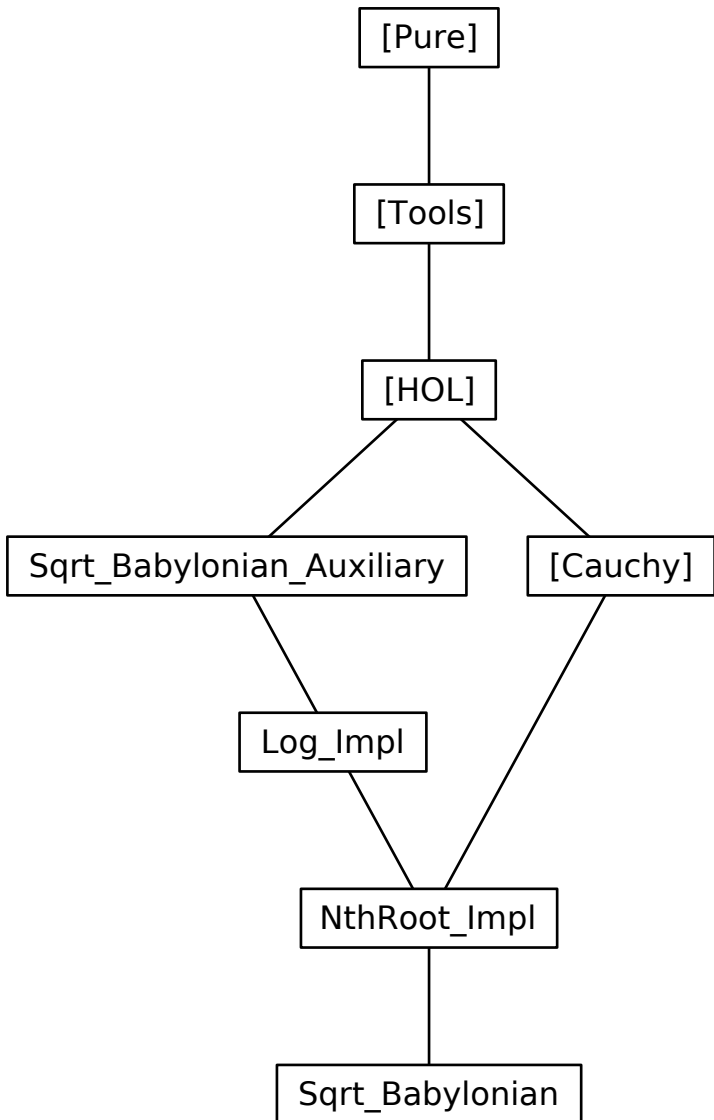 [Pure]
[Tools]
[HOL]
Sqrt_Babylonian_Auxiliary
[Cauchy]
Log_Impl
NthRoot_Impl
Sqrt_Babylonian